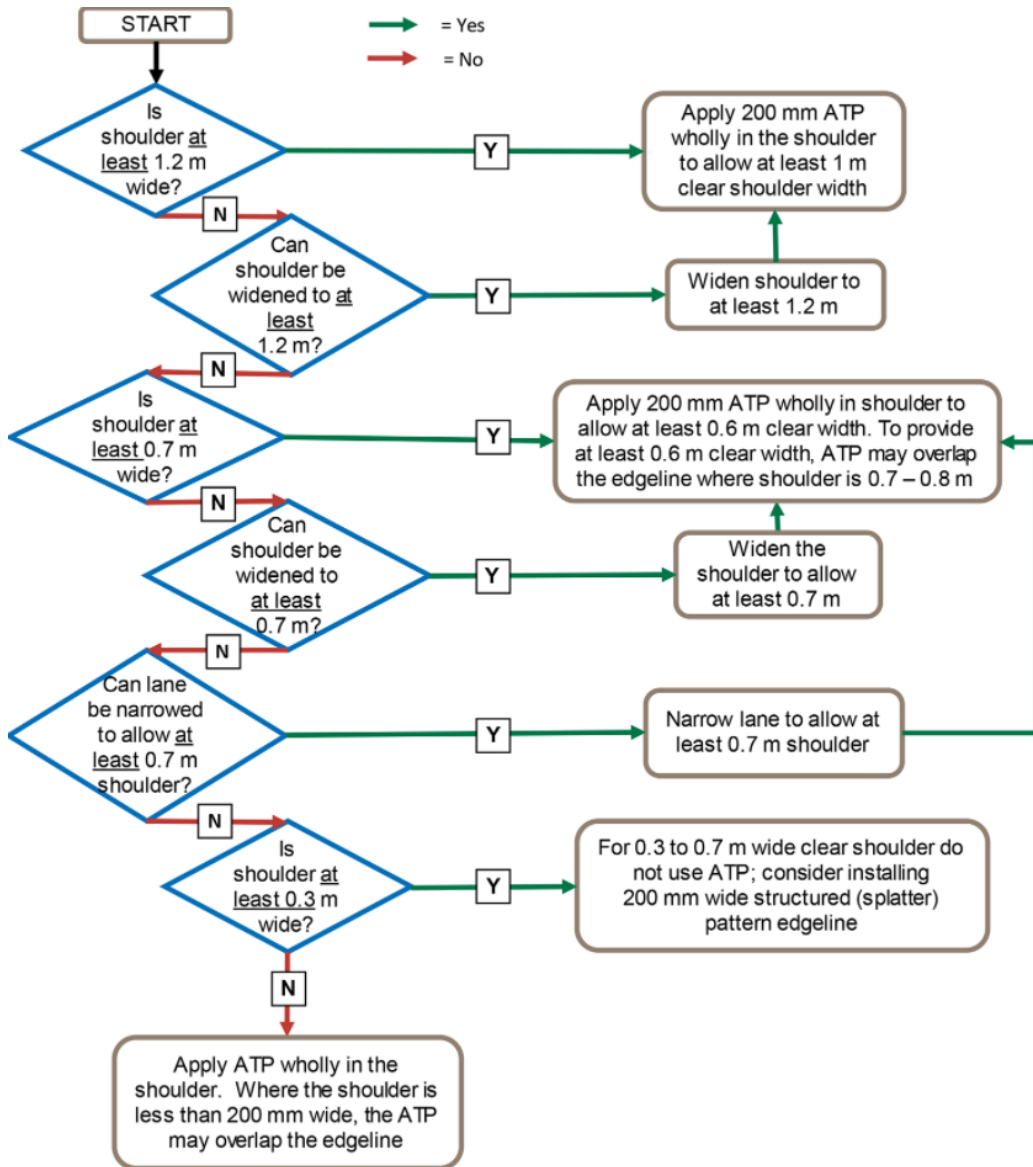 START
= Yes
= No
Is
shoulder at
least 1.2 m
wide?
Y
Apply 200 mm ATP
wholly in the shoulder
to allow at least 1 m
clear shoulder width
N
Can
shoulder be
widened to at
least
1.2 m?
Y
Widen shoulder to
at least 1.2 m
N
Is
shoulder at
least 0.7 m
wide?
Y
Apply 200 mm ATP wholly in shoulder to
allow at least 0.6 m clear width. To provide
at least 0.6 m clear width, ATP may overlap
the edgeline where shoulder is 0.7 – 0.8 m
N
Can
shoulder be
widened to
at least
0.7 m?
Y
Widen the
shoulder to allow
at least 0.7 m
N
Can lane
be narrowed
to allow at
least 0.7 m
shoulder?
Y
Narrow lane to allow at
least 0.7 m shoulder
N
Is
shoulder at
least 0.3 m
wide?
Y
For 0.3 to 0.7 m wide clear shoulder do
not use ATP; consider installing
200 mm wide structured (splatter)
pattern edgeline
N
Apply ATP wholly in the
shoulder. Where the shoulder is
less than 200 mm wide, the ATP
may overlap the edgeline